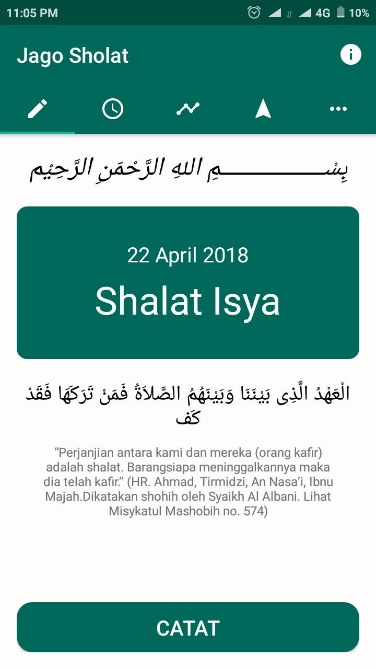 11:05 PM 4G 10%
Jago Sholat
بِسْــــــــــــــــــمِ اللهِ الرَّحْمَنِ الرَّحِيْمِ
22 April 2018
Shalat Isya
الْعَهْدُ الَّذِى بَيْنَنَا وَبَيْنَهُمُ الصَّلاَةُ فَمَنْ تَرَكَهَا فَقَدْ
كَف
“Perjanjian antara kami dan mereka (orang kafir)
adalah shalat. Barangsiapa meninggalkannya maka
dia telah kafir.” (HR. Ahmad, Tirmidzi, An Nasa’i, Ibnu
Majah.Dikatakan shohih oleh Syaikh Al Albani. Lihat
Misykatul Mashobih no. 574)
CATAT